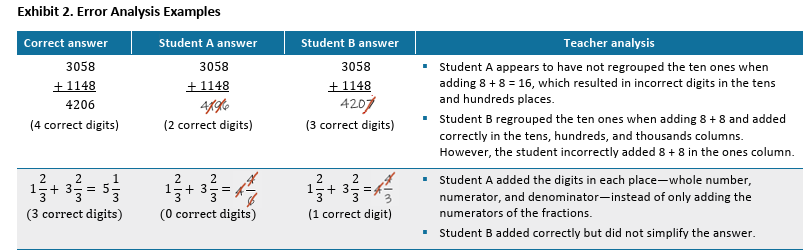 Exhibit 2. Error Analysis Examples
Correct answer Student A answer Student B answer Teacher analysis
3058 3058 3058
+ 1148 + 1148 + 1148
4206 4196 4207
(4 correct digits) (2 correct digits) (3 correct digits)
▪ Student A appears to have not regrouped the ten ones when
adding 8 + 8 = 16, which resulted in incorrect digits in the tens
and hundreds places.
▪ Student B regrouped the ten ones when adding 8 + 8 and added
correctly in the tens, hundreds, and thousands columns.
However, the student incorrectly added 8 + 8 in the ones column.
1 2/3 + 3 2/3 = 5 1/3 1 2/3 + 3 2/3 = 4 4/6 1 2/3 + 3 2/3 = 4 4/3
(3 correct digits) (0 correct digits) (1 correct digit)
▪ Student A added the digits in each place—whole number,
numerator, and denominator—instead of only adding the
numerators of the fractions.
▪ Student B added correctly but did not simplify the answer.